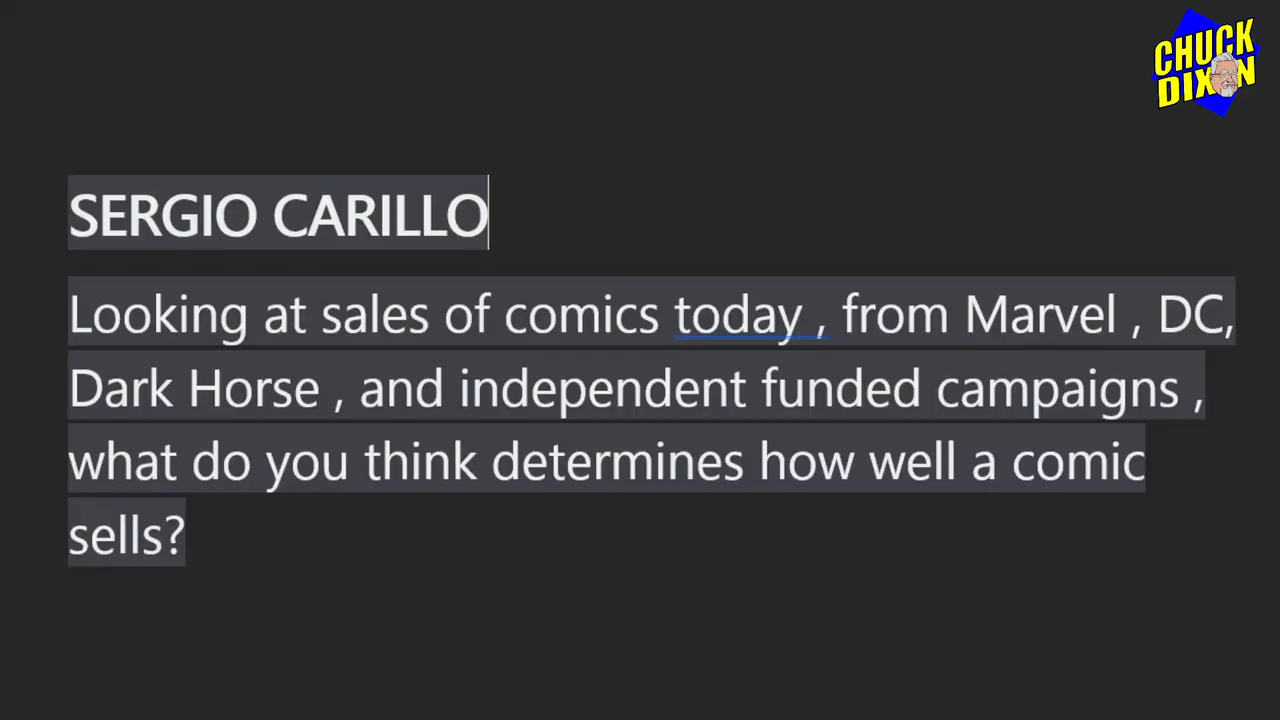 CHUCK
DIXON
SERGIO CARILLO
Looking at sales of comics today , from Marvel , DC,
Dark Horse , and independent funded campaigns ,
what do you think determines how well a comic
sells?